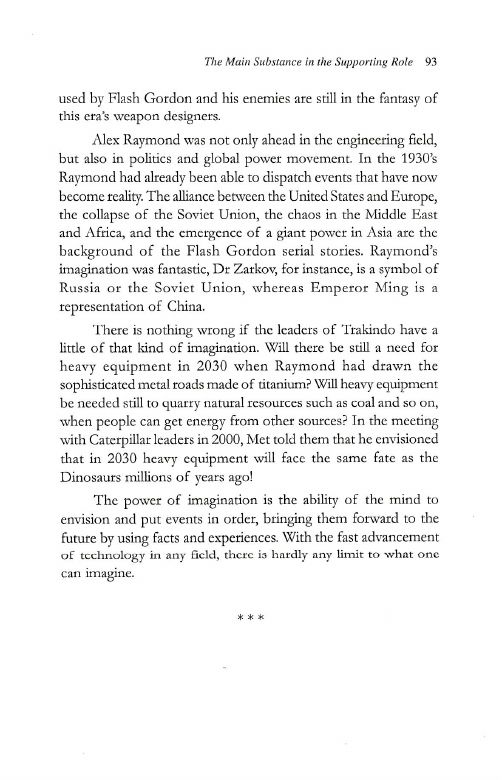 The Main Substance in the Supporting Role 93
used by Flash Gordon and his enemies are still in the fantasy of
this era's weapon designers.
Alex Raymond was not only ahead in the engineering field,
but also in politics and global power movement. In the 1930's
Raymond had already been able to dispatch events that have now
become reality. The alliance between the United States and Europe,
the collapse of the Soviet Union, the chaos in the Middle East
and Africa, and the emergence of a giant power in Asia are the
background of the Flash Gordon serial stories. Raymond's
imagination was fantastic, Dr Zarkov, for instance, is a symbol of
Russia or the Soviet Union, whereas Emperor Ming is a
representation of China.
There is nothing wrong if the leaders of Trakindo have a
little of that kind of imagination. Will there be still a need for
heavy equipment in 2030 when Raymond had drawn the
sophisticated metal roads made of titanium? Will heavy equipment
be needed still to quarry natural resources such as coal and so on,
when people can get energy from other sources? In the meeting
with Caterpillar leaders in 2000, Met told them that he envisioned
that in 2030 heavy equipment will face the same fate as the
Dinosaurs millions of years ago!
The power of imagination is the ability of the mind to
envision and put events in order, bringing them forward to the
future by using facts and experiences. With the fast advancement
of technology in any field, there is hardly any limit to what one
can imagine.
* * *